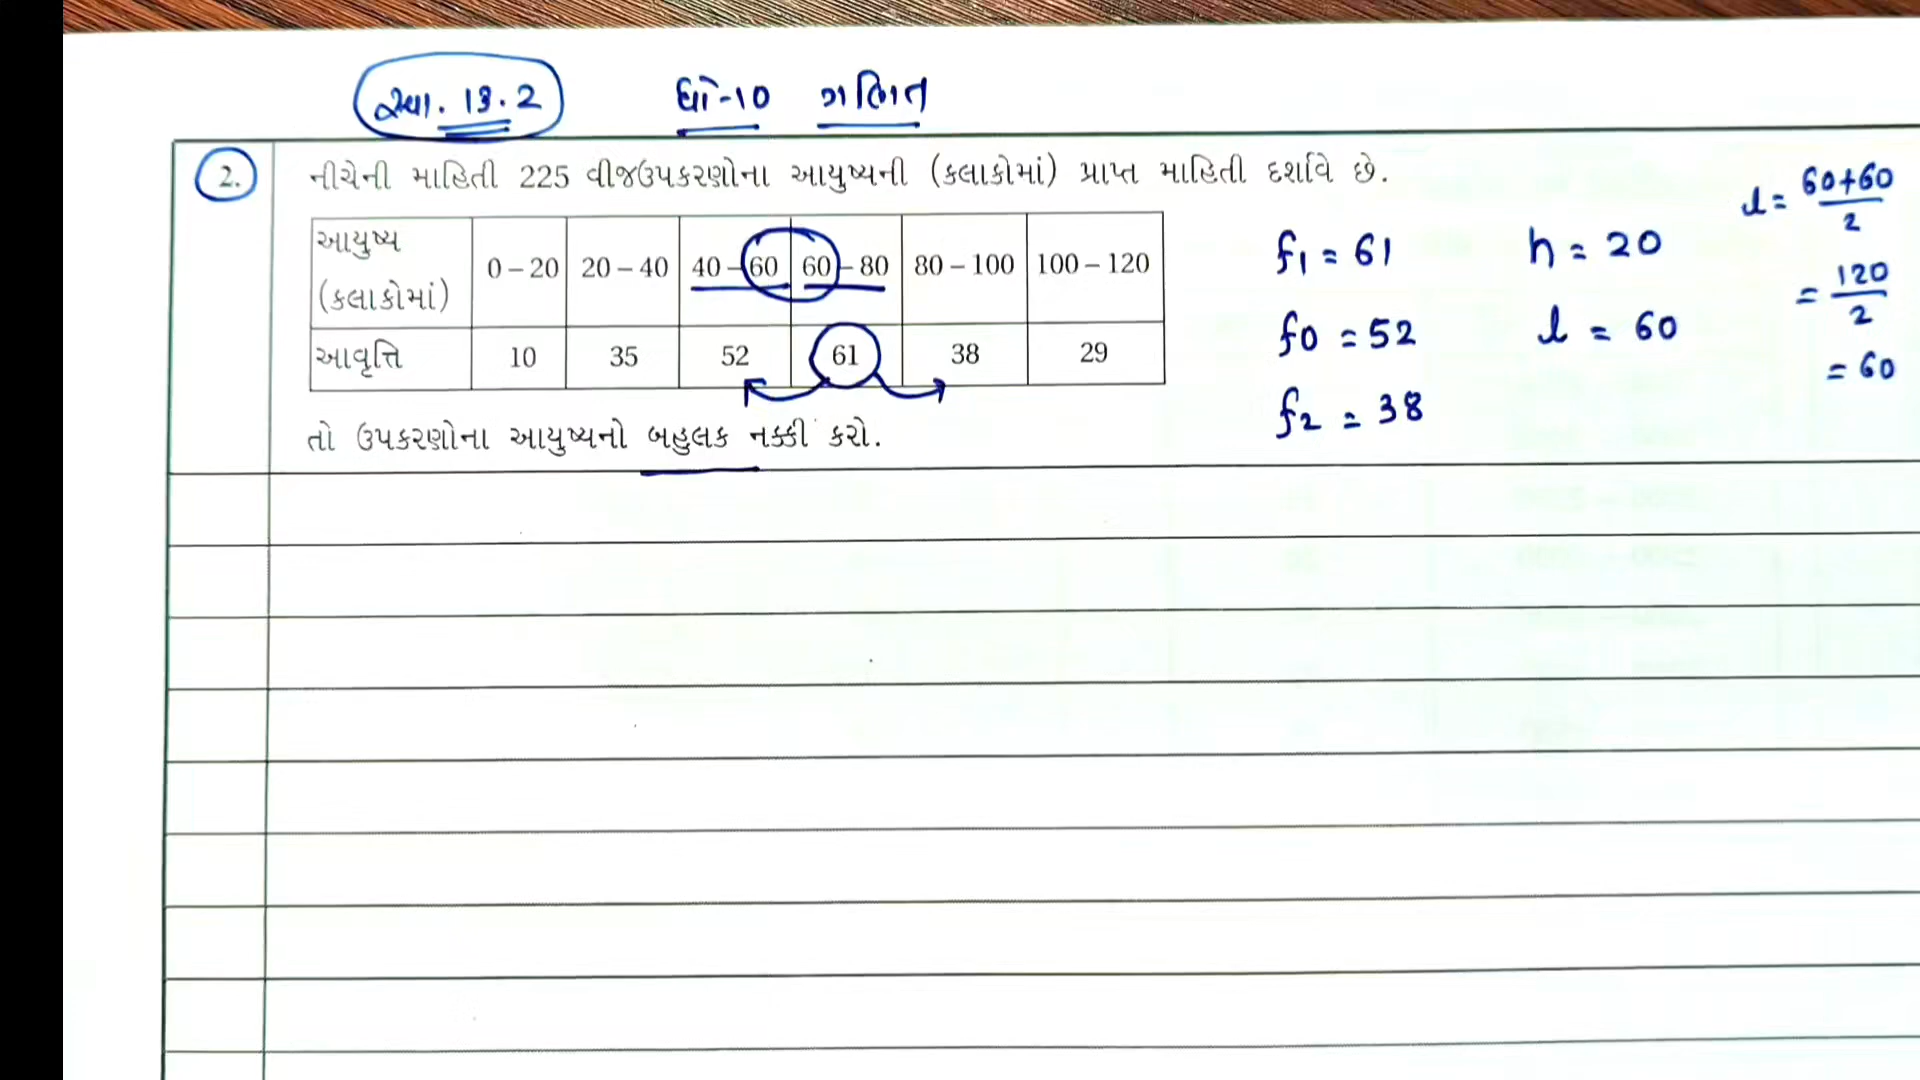 સ્વા. 13.2 ધો-10 ગણિત
2. નીચેની માહિતી 225 વીજઉપકરણોના આયુષ્યની (કલાકોમાં) પ્રાપ્ત માહિતી દર્શાવે છે.
આયુષ્ય (કલાકોમાં) 0 – 20 20 – 40 40 – 60 60 – 80 80 – 100 100 – 120
આવૃત્તિ 10 35 52 61 38 29
તો ઉપકરણોના આયુષ્યનો બહુલક નક્કી કરો.
f1 = 61
f0 = 52
f2 = 38
h = 20
l = 60
l = 60+60/2
= 120/2
= 60